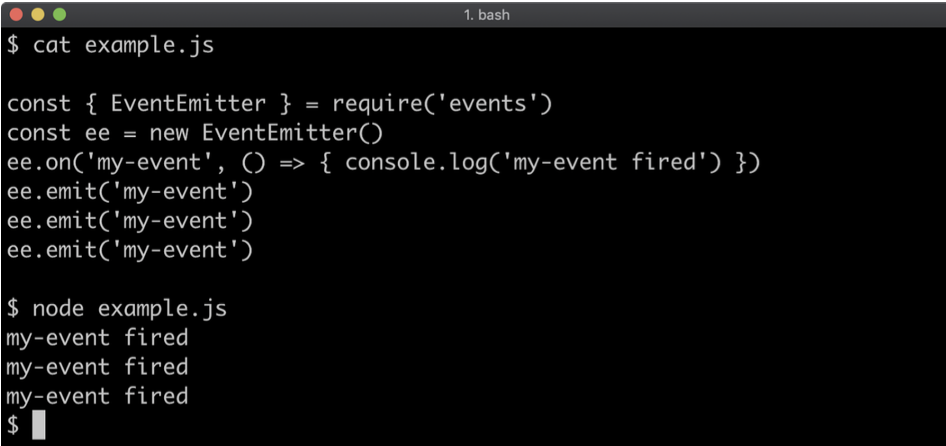 1. bash
$ cat example.js
const { EventEmitter } = require('events')
const ee = new EventEmitter()
ee.on('my-event', () => { console.log('my-event fired') })
ee.emit('my-event')
ee.emit('my-event')
ee.emit('my-event')
$ node example.js
my-event fired
my-event fired
my-event fired
$